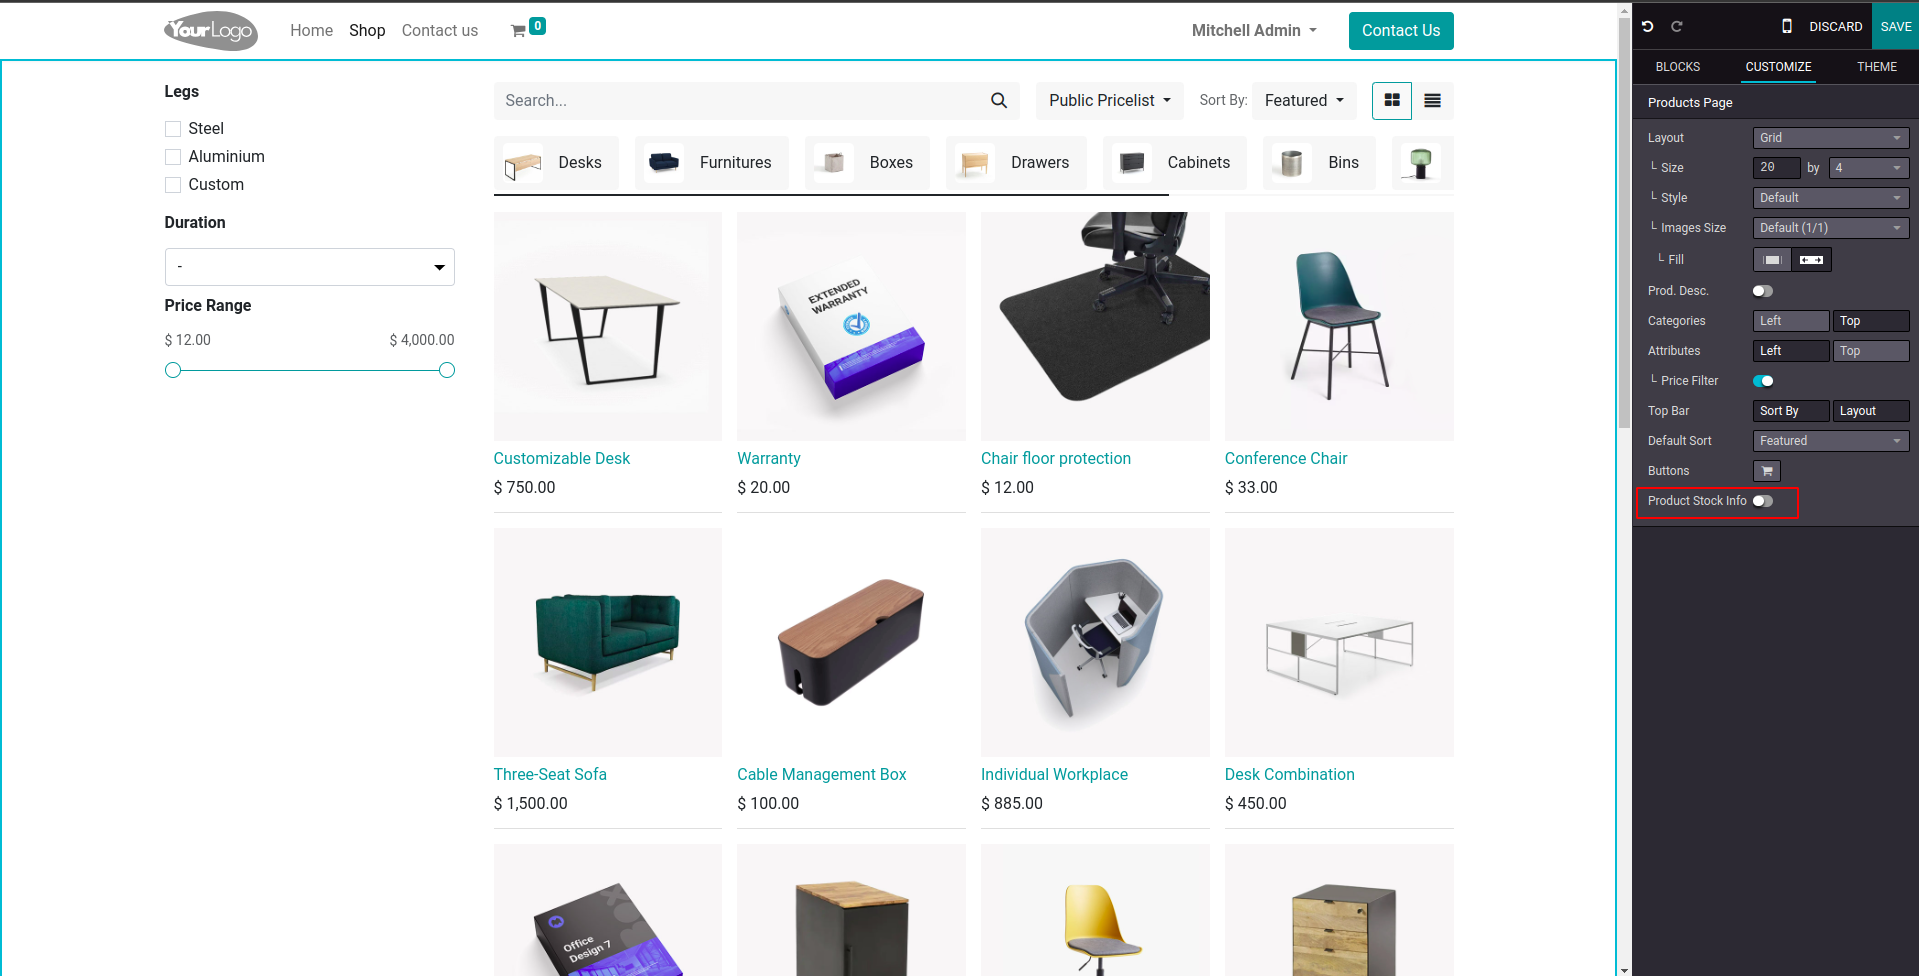 YourLogo
Home Shop Contact us 0 Mitchell Admin Contact Us
Legs
Steel
Aluminium
Custom
Duration
-
Price Range
$ 12.00 $ 4,000.00
Search... Public Pricelist Sort By: Featured
Desks Furnitures Boxes Drawers Cabinets Bins
EXTENDED
WARRANTY
Customizable Desk Warranty Chair floor protection Conference Chair
$ 750.00 $ 20.00 $ 12.00 $ 33.00
Three-Seat Sofa Cable Management Box Individual Workplace Desk Combination
$ 1,500.00 $ 100.00 $ 885.00 $ 450.00
Office
Design 7
DISCARD SAVE
BLOCKS CUSTOMIZE THEME
Products Page
Layout Grid
Size 20 by 4
Style Default
Images Size Default (1/1)
Fill
Prod. Desc.
Categories Left Top
Attributes Left Top
Price Filter
Top Bar Sort By Layout
Default Sort Featured
Buttons
Product Stock Info